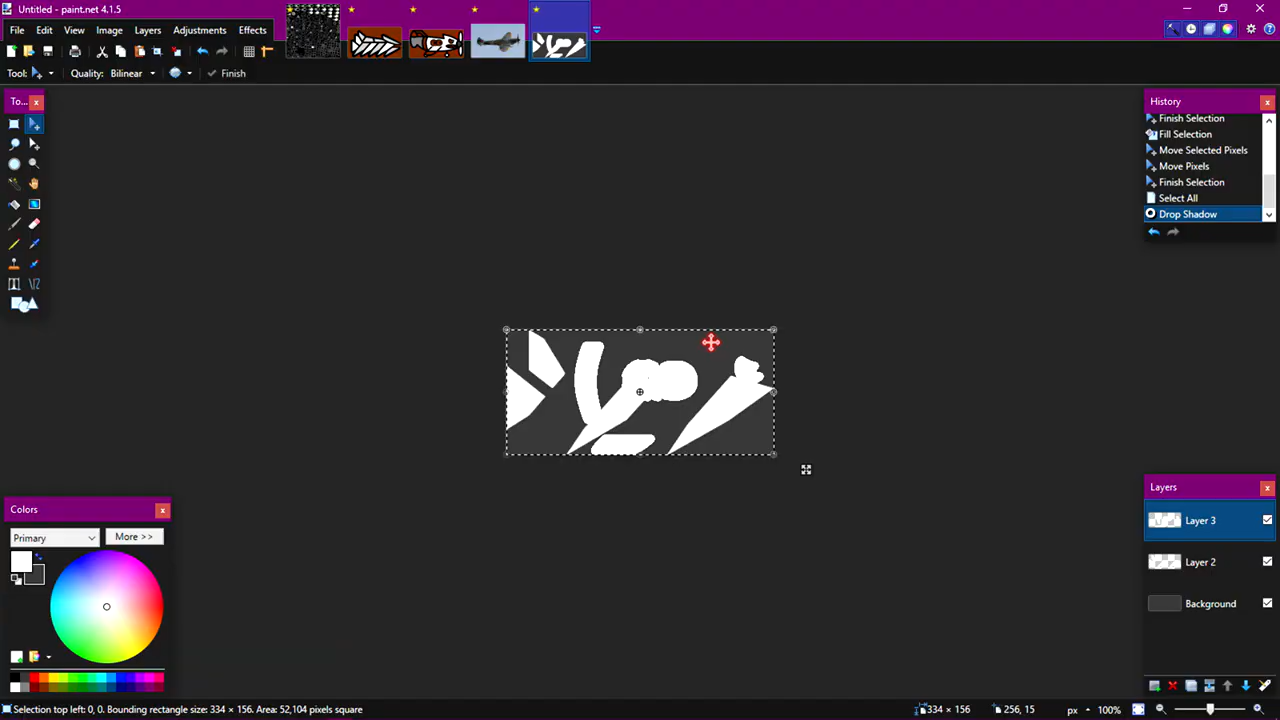 Untitled - paint.net 4.1.5
File Edit View Image Layers Adjustments Effects
Tool: Quality: Bilinear Finish
To...
History
Finish Selection
Fill Selection
Move Selected Pixels
Move Pixels
Finish Selection
Select All
Drop Shadow
Colors
Primary More >>
Layers
Layer 3
Layer 2
Background
Selection top left: 0, 0. Bounding rectangle size: 334 × 156. Area: 52,104 pixels square 334 × 156 256, 15 px 100%